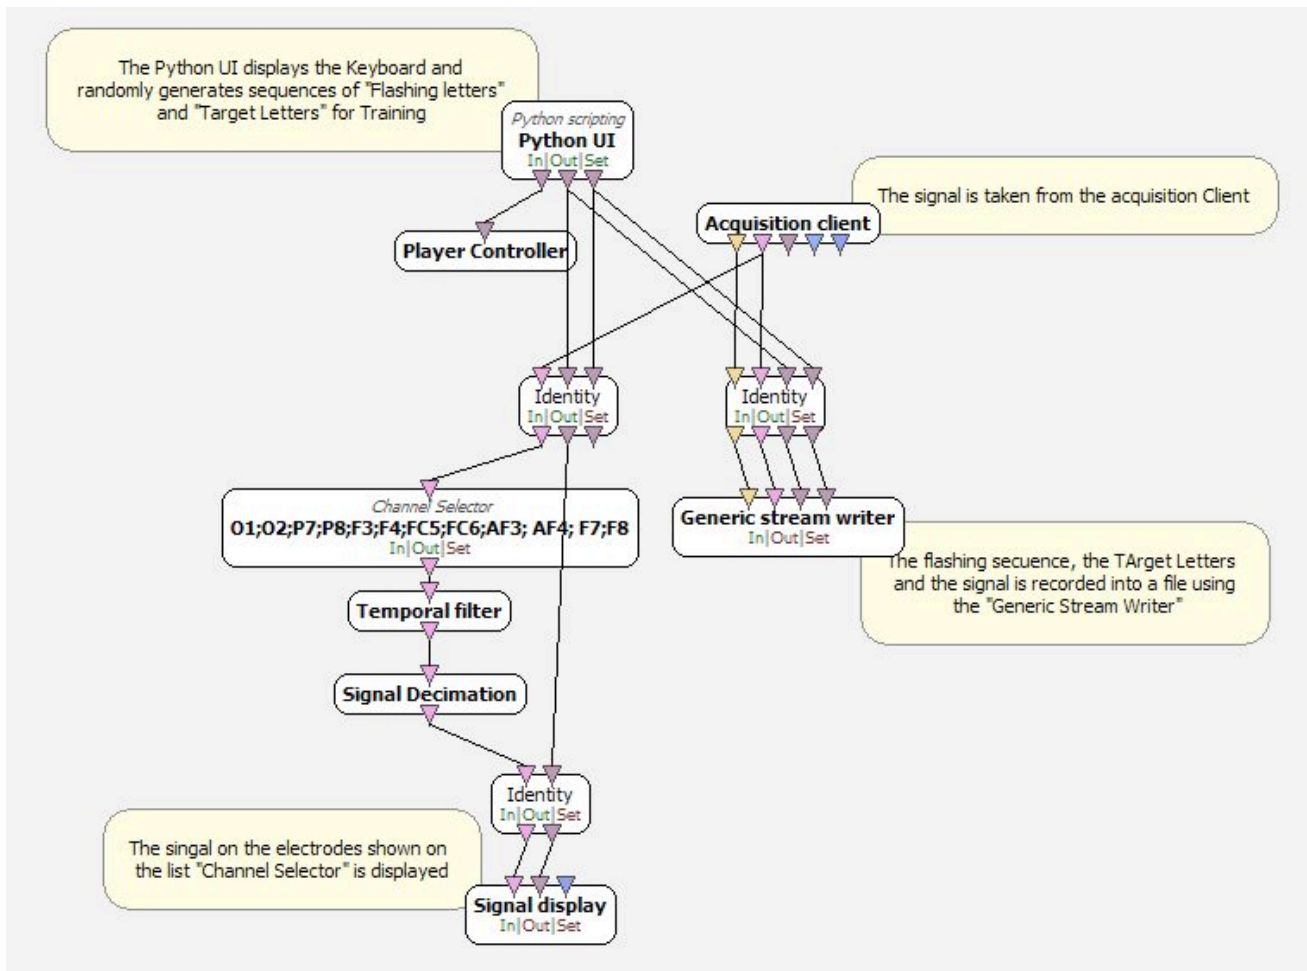 The Python UI displays the Keyboard and
randomly generates sequences of "Flashing letters"
and "Target Letters" for Training
Python scripting
Python UI
In|Out|Set
The signal is taken from the acquisition Client
Acquisition client
Player Controller
Identity
In|Out|Set
Identity
In|Out|Set
Channel Selector
O1;O2;P7;P8;F3;F4;FC5;FC6;AF3; AF4; F7;F8
In|Out|Set
Generic stream writer
In|Out|Set
The flashing secuence, the TArget Letters
and the signal is recorded into a file using
the "Generic Stream Writer"
Temporal filter
Signal Decimation
Identity
In|Out|Set
The singal on the electrodes shown on
the list "Channel Selector" is displayed
Signal display
In|Out|Set